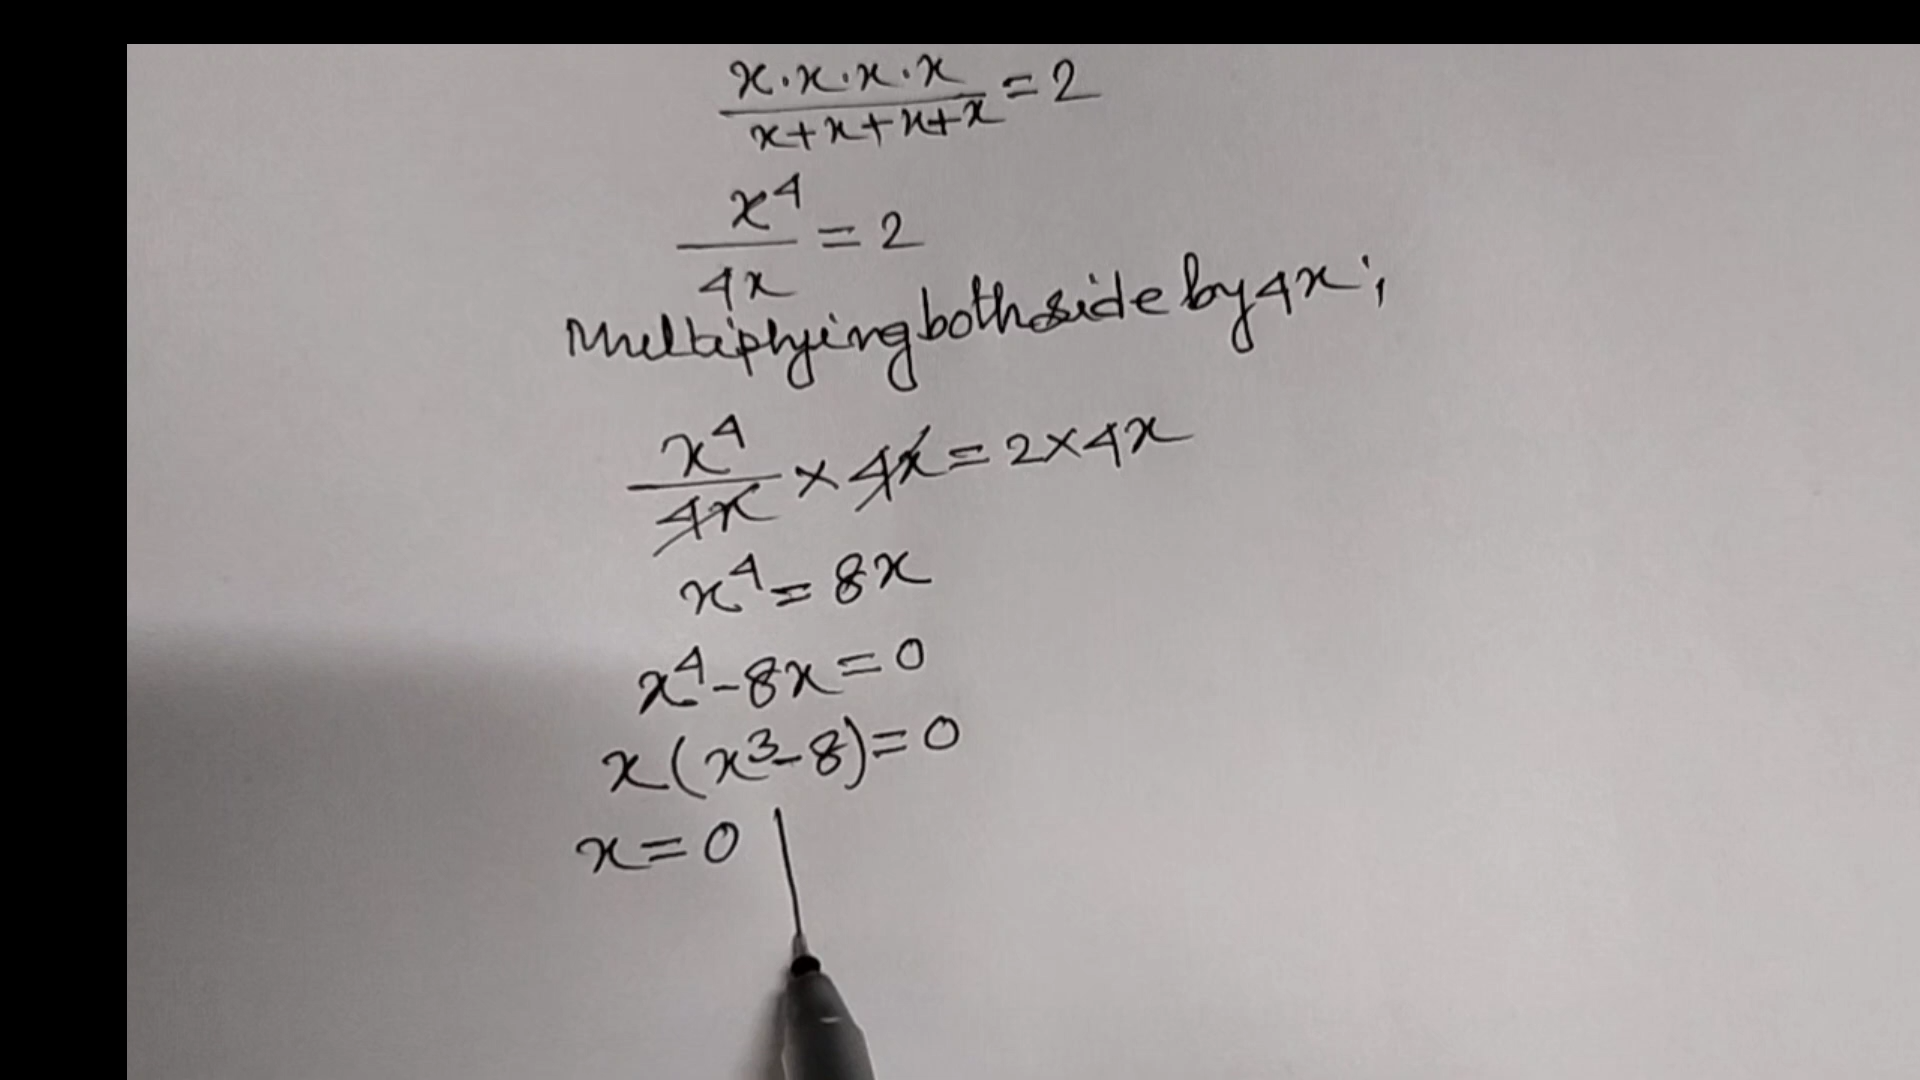 x·x·x·x
x+x+x+x =2
x⁴
4x =2
Multiplying both side by 4x;
x⁴
4x ×4x=2×4x
x⁴=8x
x⁴-8x=0
x(x³-8)=0
x=0